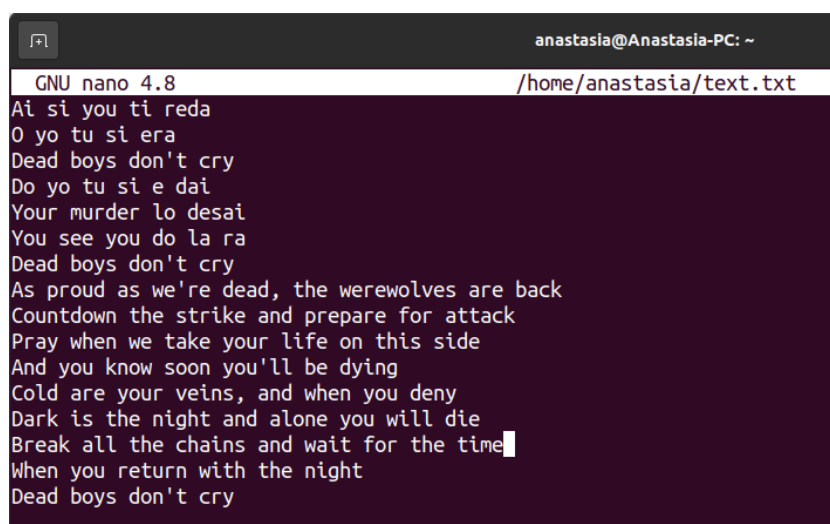 anastasia@Anastasia-PC: ~
GNU nano 4.8 /home/anastasia/text.txt
Ai si you ti reda
O yo tu si era
Dead boys don't cry
Do yo tu si e dai
Your murder lo desai
You see you do la ra
Dead boys don't cry
As proud as we're dead, the werewolves are back
Countdown the strike and prepare for attack
Pray when we take your life on this side
And you know soon you'll be dying
Cold are your veins, and when you deny
Dark is the night and alone you will die
Break all the chains and wait for the time
When you return with the night
Dead boys don't cry